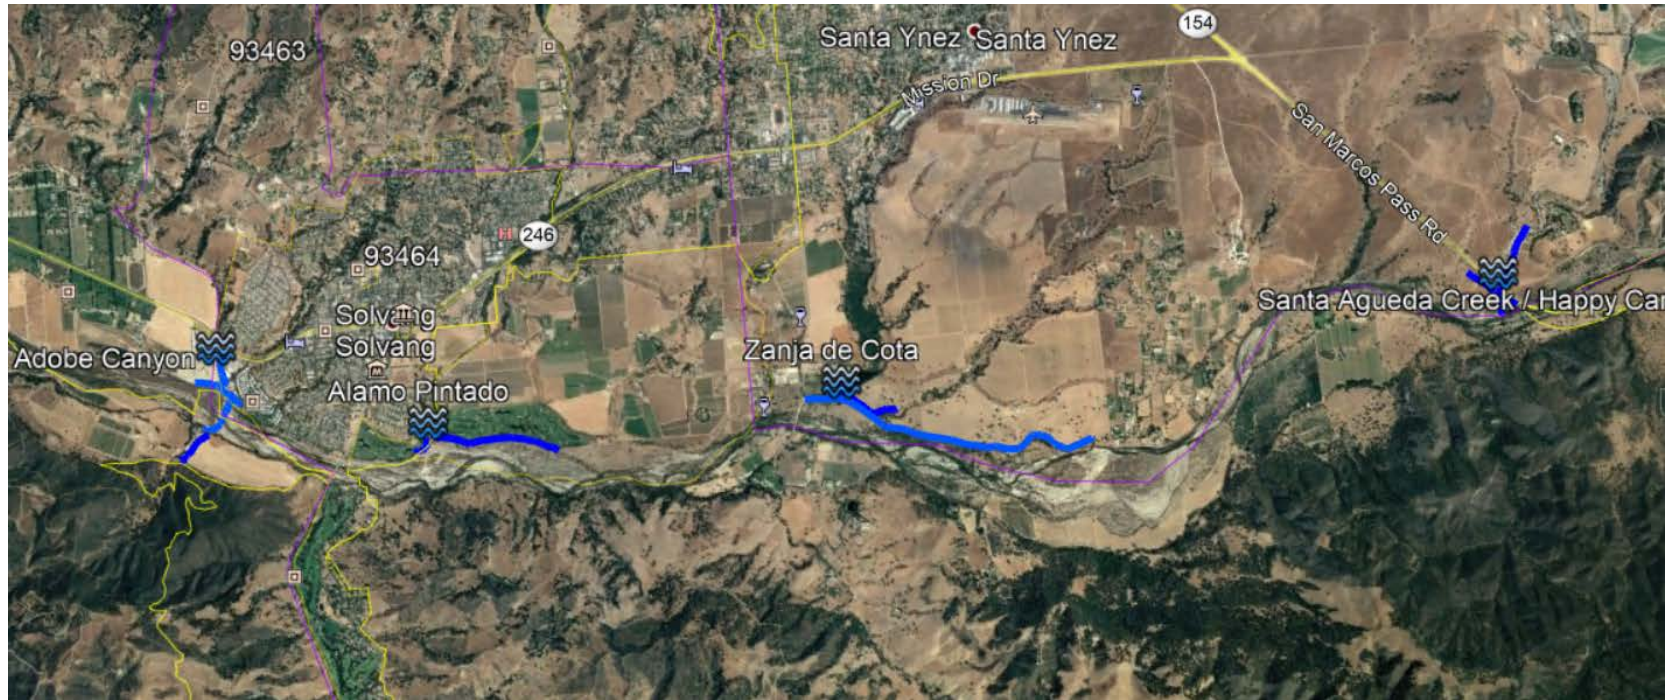 154
Santa Ynez
Santa Ynez
93463
Mission Dr
San Marcos Pass Rd
246
93464
Santa Agueda Creek / Happy Can
Solvang
Solvang
Adobe Canyon
Zanja de Cota
Alamo Pintado